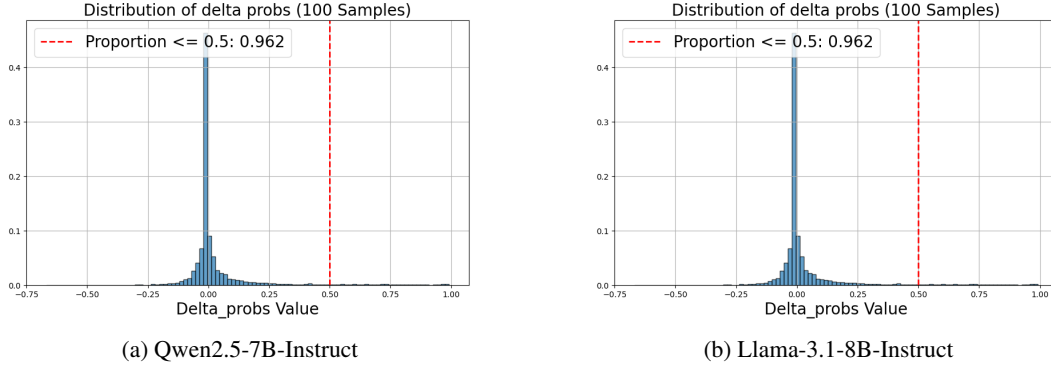 Distribution of delta probs (100 Samples)
Proportion <= 0.5: 0.962
0.4
0.3
0.2
0.1
0.0
−0.75 −0.50 −0.25 0.00 0.25 0.50 0.75 1.00
Delta_probs Value
(a) Qwen2.5-7B-Instruct
Distribution of delta probs (100 Samples)
Proportion <= 0.5: 0.962
0.4
0.3
0.2
0.1
0.0
−0.75 −0.50 −0.25 0.00 0.25 0.50 0.75 1.00
Delta_probs Value
(b) Llama-3.1-8B-Instruct